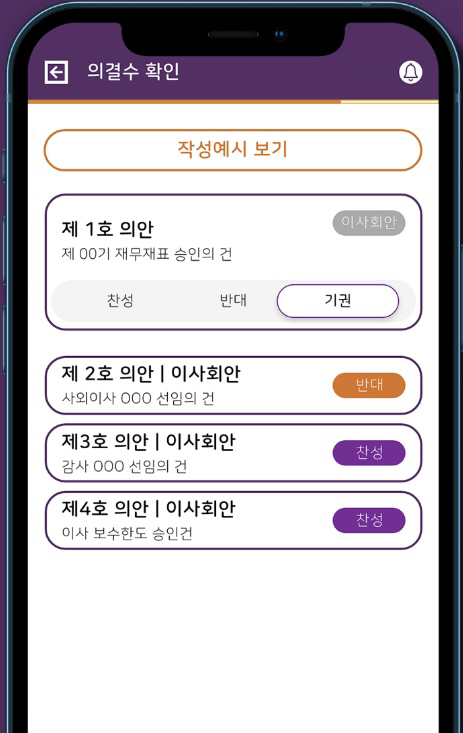 의결수 확인
작성예시 보기
제 1호 의안
이사회안
제 00기 재무재표 승인의 건
찬성 반대 기권
제 2호 의안 | 이사회안
반대
사외이사 OOO 선임의 건
제3호 의안 | 이사회안
찬성
감사 OOO 선임의 건
제4호 의안 | 이사회안
찬성
이사 보수한도 승인건